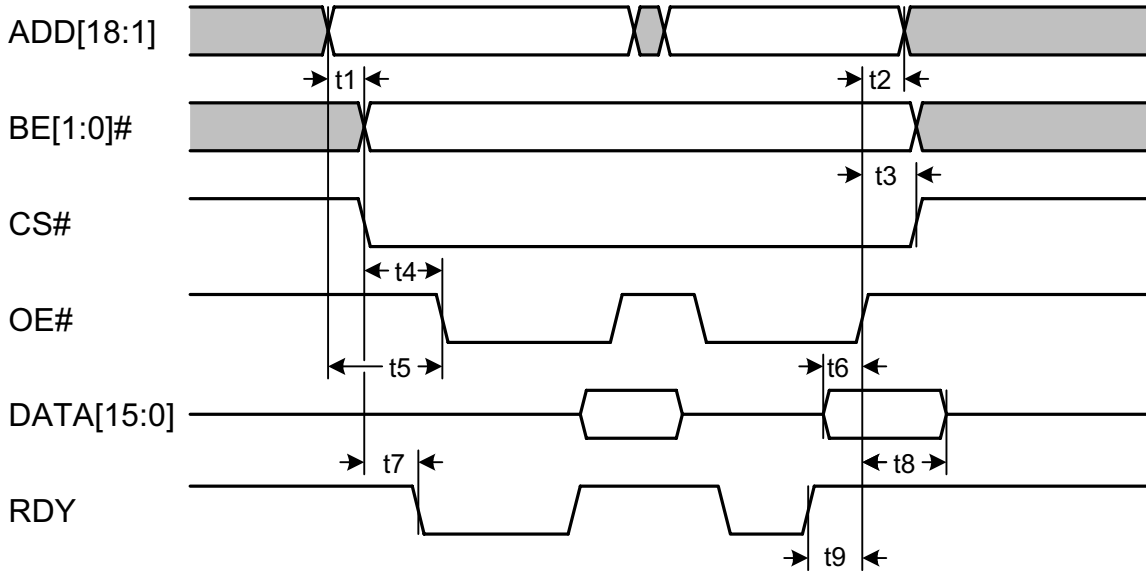 ADD[18:1]
t1
t2
BE[1:0]#
t3
CS#
t4
OE#
t5
t6
DATA[15:0]
t7
t8
RDY
t9